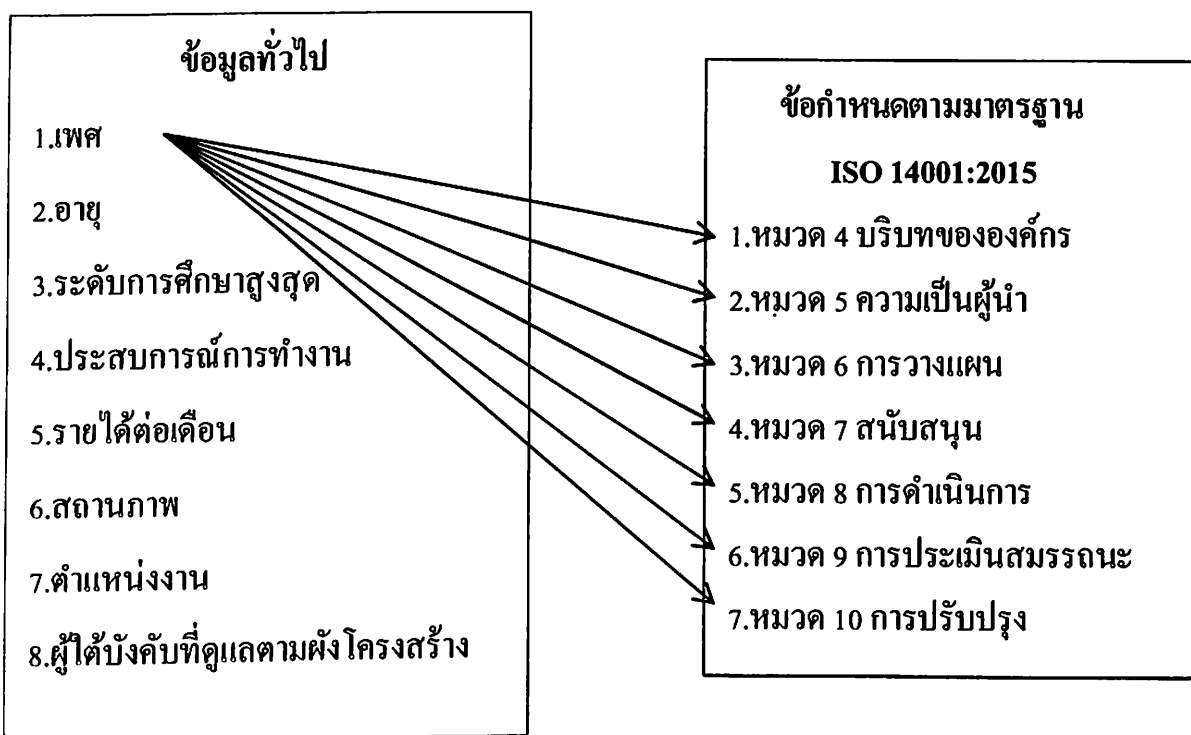 ข้อมูลทั่วไป
1.เพศ
2.อายุ
3.ระดับการศึกษาสูงสุด
4.ประสบการณ์การทำงาน
5.รายได้ต่อเดือน
6.สถานภาพ
7.ตำแหน่งงาน
8.ผู้ใต้บังคับที่ดูแลตามผังโครงสร้าง
ข้อกำหนดตามมาตรฐาน
ISO 14001:2015
1.หมวด 4 บริบทขององค์กร
2.หมวด 5 ความเป็นผู้นำ
3.หมวด 6 การวางแผน
4.หมวด 7 สนับสนุน
5.หมวด 8 การดำเนินการ
6.หมวด 9 การประเมินสมรรถนะ
7.หมวด 10 การปรับปรุง